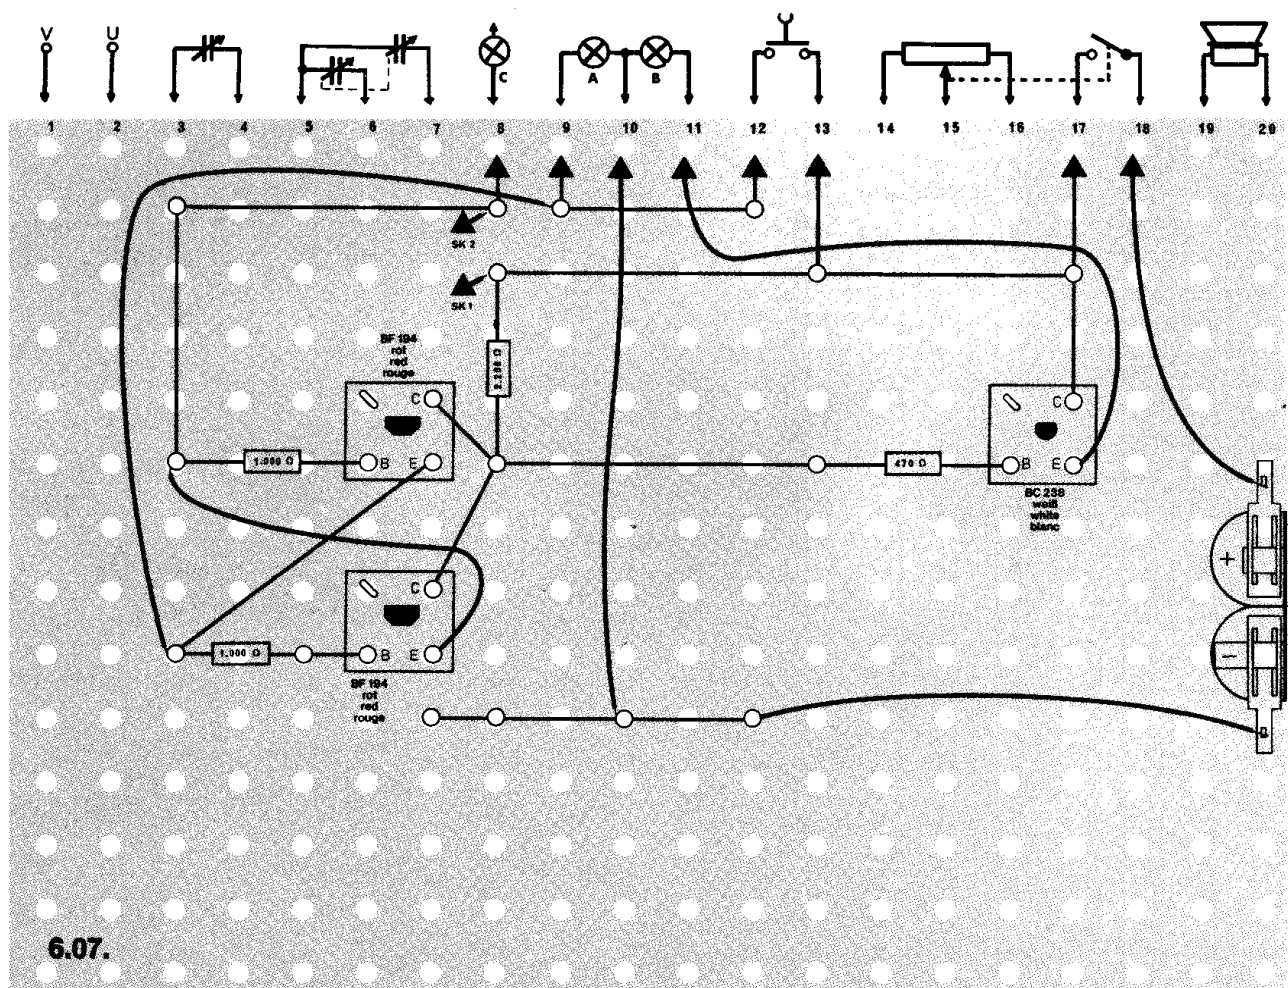 V U
C A B
1 2 3 4 5 6 7 8 9 10 11 12 13 14 15 16 17 18 19 20
SK 2
SK 1
BF 194
rot
red
rouge
2.200 Ω
C
B E
1.000 Ω
C
B E
470 Ω
BC 238
weiß
white
blanc
+
C
B E
1.000 Ω
−
BF 194
rot
red
rouge
6.07.